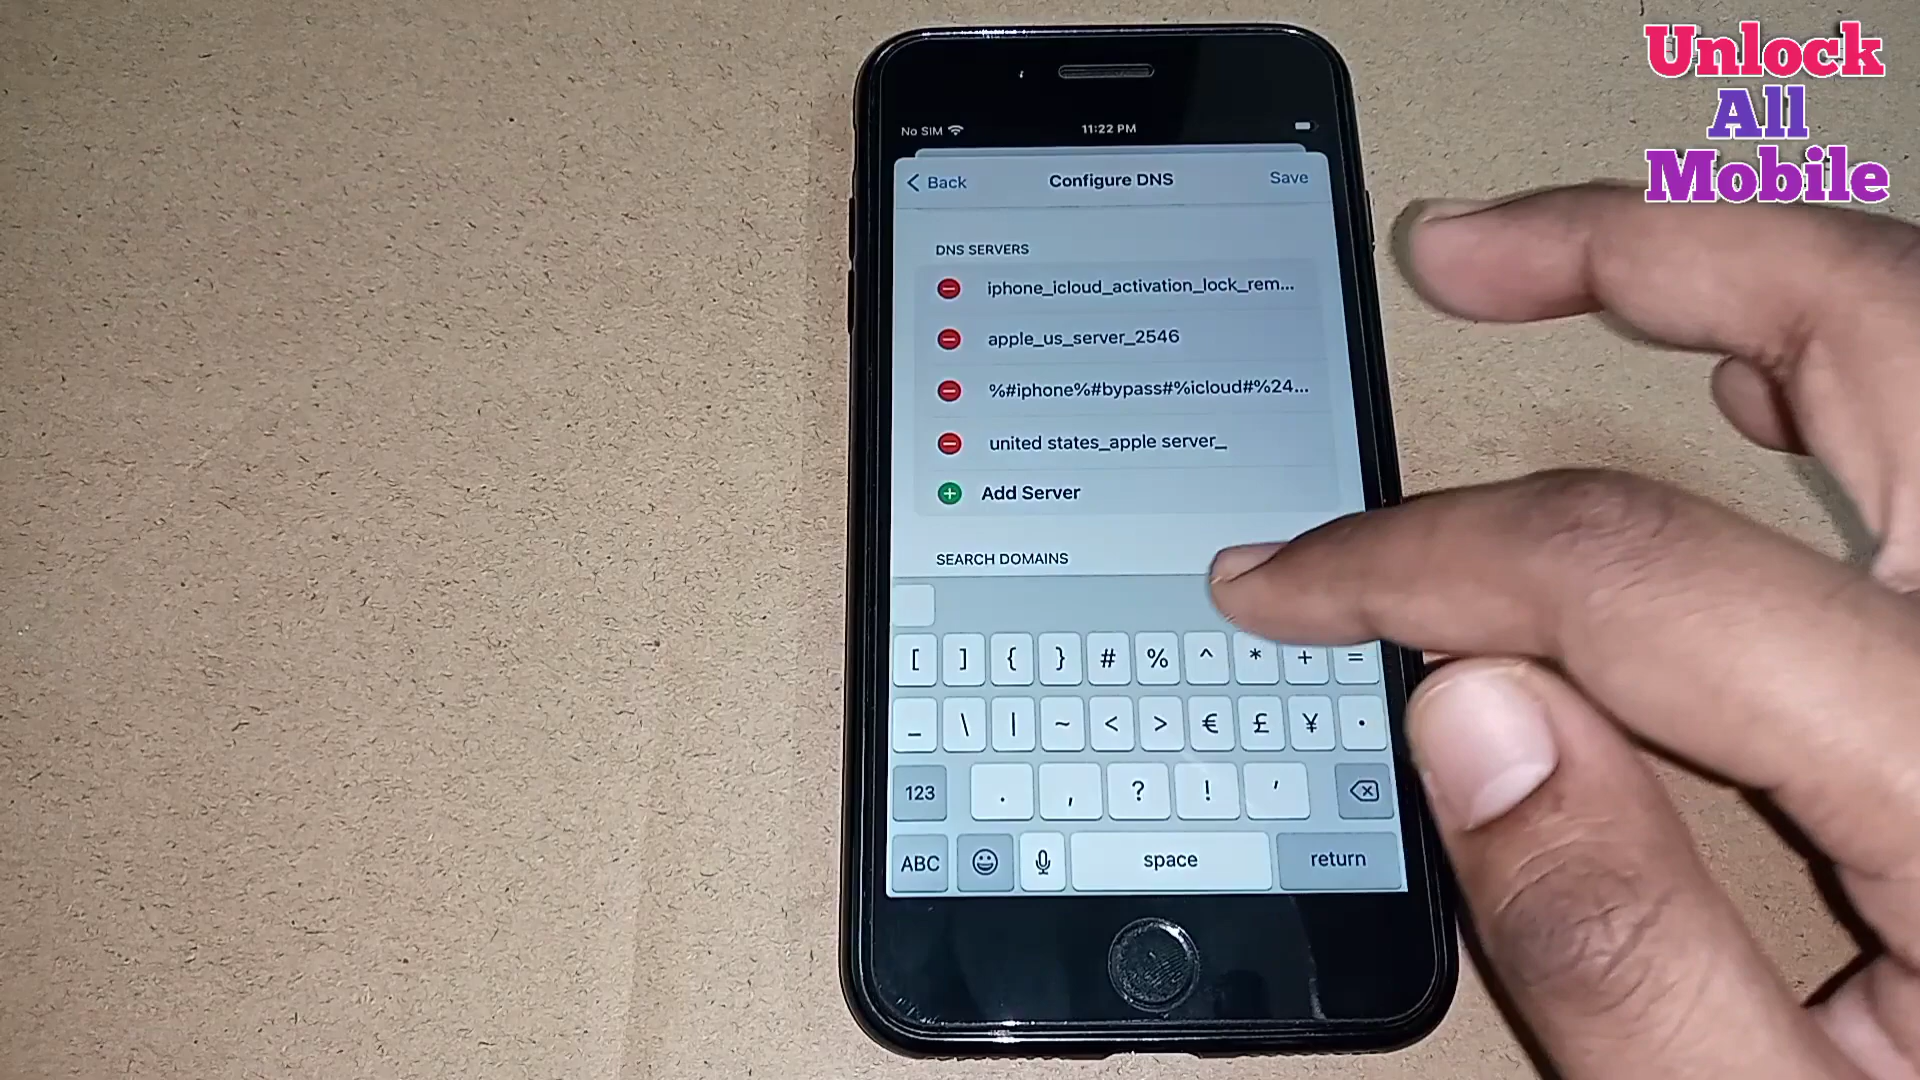 Unlock
All
Mobile
No SIM
11:22 PM
Back
Configure DNS
Save
DNS SERVERS
iphone_icloud_activation_lock_rem...
apple_us_server_2546
%#iphone%#bypass#%icloud#%24...
united states_apple server_
Add Server
SEARCH DOMAINS
[ ] { } # % ^ * + =
_ \ | ~ < > € £ ¥ •
123 . , ? ! '
ABC space return